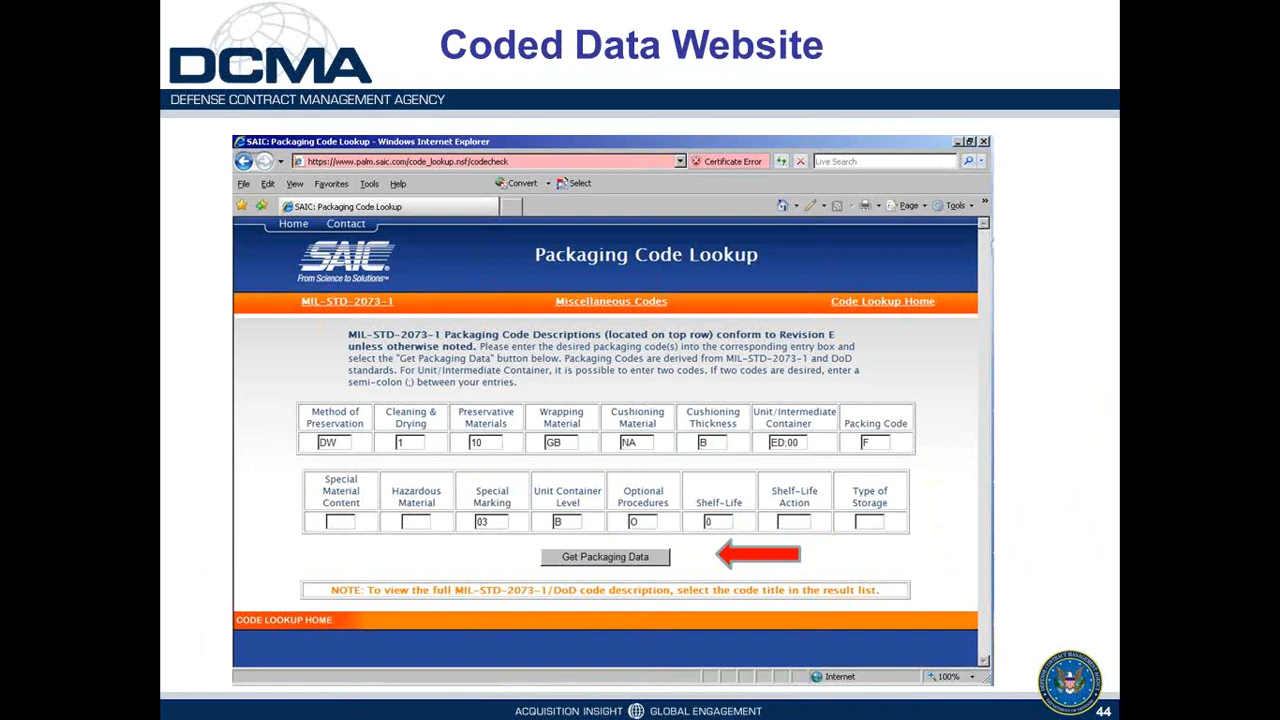 Coded Data Website
DCMA
DEFENSE CONTRACT MANAGEMENT AGENCY
SAIC: Packaging Code Lookup - Windows Internet Explorer
https://www.palm.saic.com/code_lookup.nsf/codecheck
Certificate Error
Live Search
File Edit View Favorites Tools Help
Convert Select
SAIC: Packaging Code Lookup
Page Tools
Home Contact
SAIC
From Science to Solutions™
Packaging Code Lookup
MIL-STD-2073-1 Miscellaneous Codes Code Lookup Home
MIL-STD-2073-1 Packaging Code Descriptions (located on top row) conform to Revision E
unless otherwise noted. Please enter the desired packaging code(s) into the corresponding entry box and
select the "Get Packaging Data" button below. Packaging Codes are derived from MIL-STD-2073-1 and DoD
standards. For Unit/Intermediate Container, it is possible to enter two codes. If two codes are desired, enter a
semi-colon (;) between your entries.
Method of Cleaning & Preservative Wrapping Cushioning Cushioning Unit/Intermediate
Preservation Drying Materials Material Material Thickness Container Packing Code
DW 1 10 GB NA B ED;00 F
Special
Material Hazardous Special Unit Container Optional Shelf-Life Type of
Content Material Marking Level Procedures Shelf-Life Action Storage
03 B O 0
Get Packaging Data
NOTE: To view the full MIL-STD-2073-1/DoD code description, select the code title in the result list.
CODE LOOKUP HOME
Internet 100%
ACQUISITION INSIGHT GLOBAL ENGAGEMENT
44